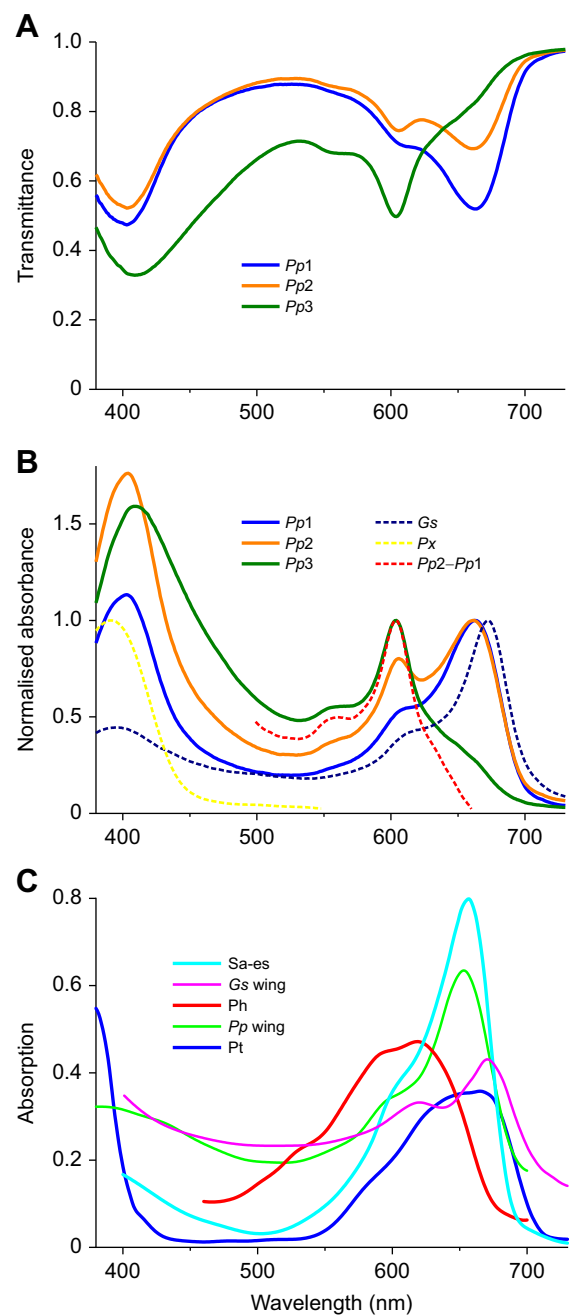 A
1.0
0.8
0.6
0.4
0.2
0
Transmittance
Pp1
Pp2
Pp3
400
500
600
700
B
1.5
1.0
0.5
0
Normalised absorbance
Pp1
Pp2
Pp3
Gs
Px
Pp2–Pp1
400
500
600
700
C
0.8
0.6
0.4
0.2
0
Absorption
Sa-es
Gs wing
Ph
Pp wing
Pt
400
500
600
700
Wavelength (nm)